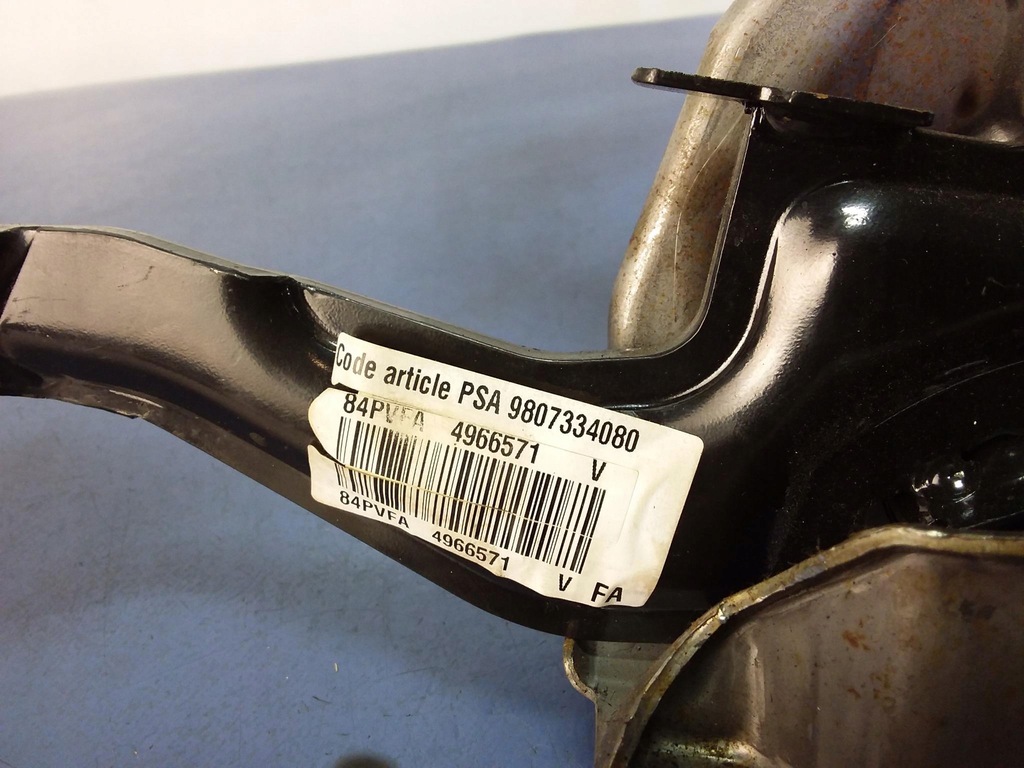 Code article PSA 9807334080
84PVFA 4966571 V
84PVFA 4966571 V FA